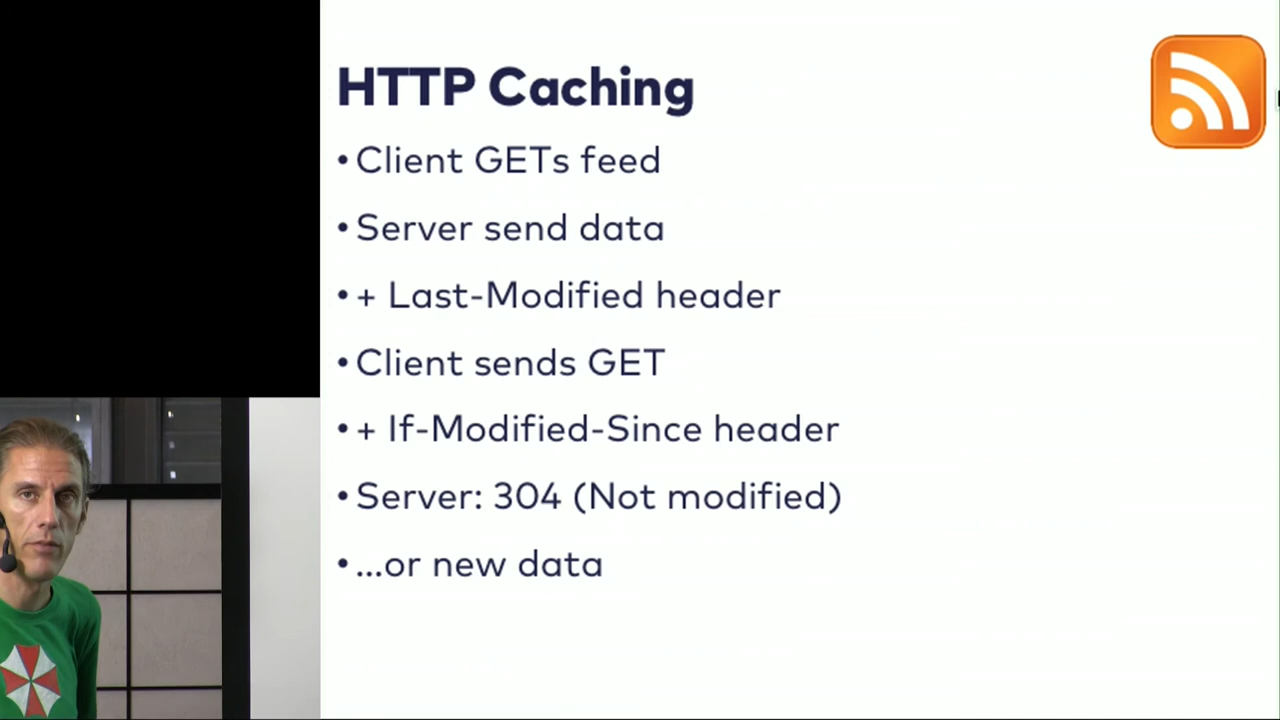 HTTP Caching
• Client GETs feed
• Server send data
• + Last-Modified header
• Client sends GET
• + If-Modified-Since header
• Server: 304 (Not modified)
• ...or new data